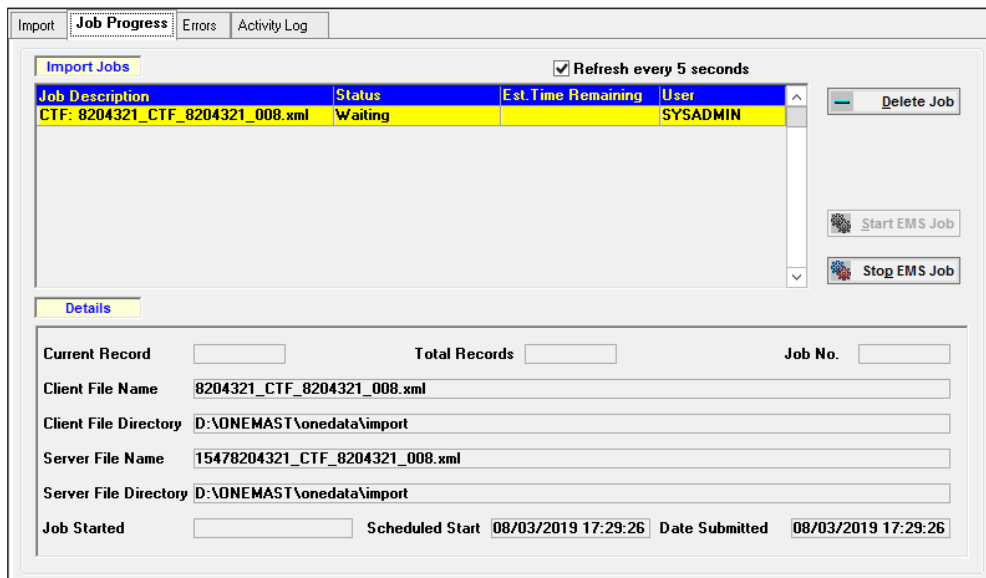 Import Job Progress Errors Activity Log
Import Jobs Refresh every 5 seconds
Job Description Status Est.Time Remaining User
CTF: 8204321_CTF_8204321_008.xml Waiting SYSADMIN
Delete Job
Start EMS Job
Stop EMS Job
Details
Current Record Total Records Job No.
Client File Name 8204321_CTF_8204321_008.xml
Client File Directory D:\ONEMAST\onedata\import
Server File Name 15478204321_CTF_8204321_008.xml
Server File Directory D:\ONEMAST\onedata\import
Job Started Scheduled Start 08/03/2019 17:29:26 Date Submitted 08/03/2019 17:29:26